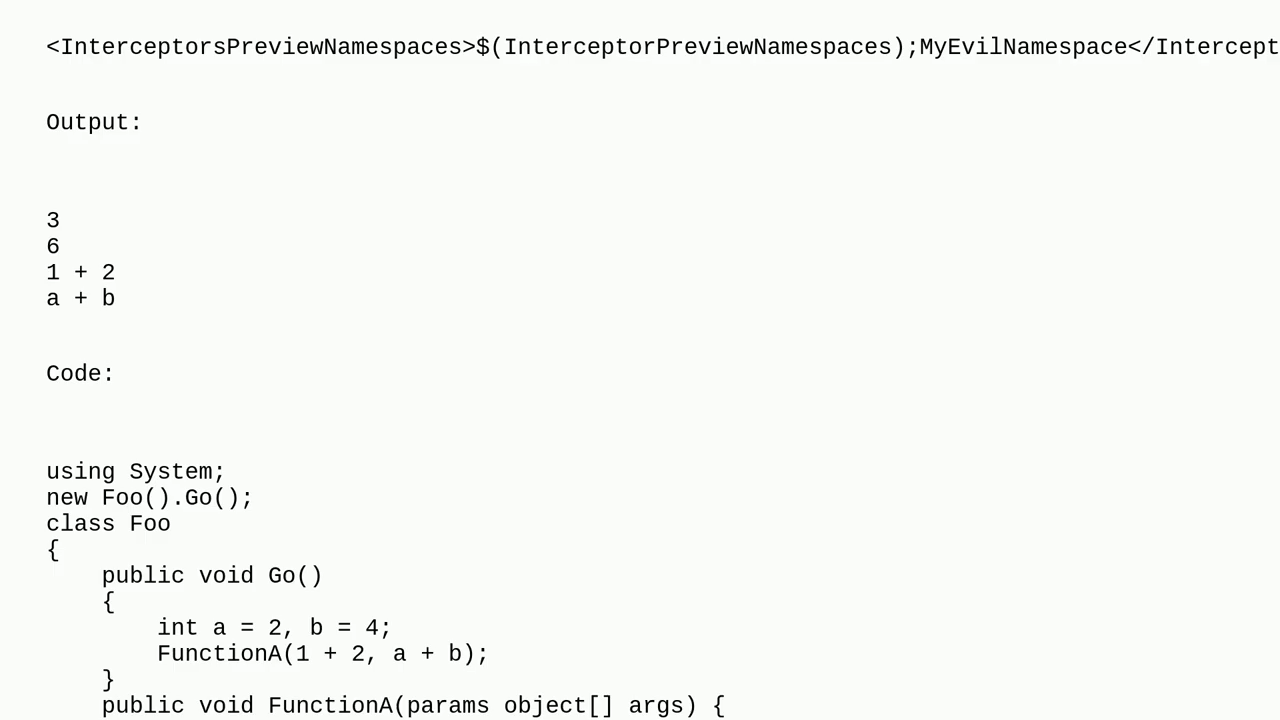 <InterceptorsPreviewNamespaces>$(InterceptorPreviewNamespaces);MyEvilNamespace</Intercept
Output:
3
6
1 + 2
a + b
Code:
using System;
new Foo().Go();
class Foo
{
    public void Go()
    {
        int a = 2, b = 4;
        FunctionA(1 + 2, a + b);
    }
    public void FunctionA(params object[] args) {